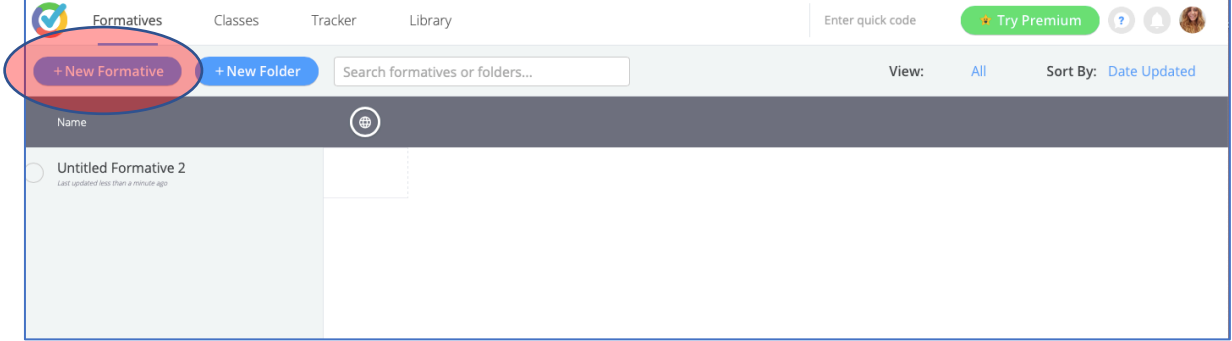 Formatives Classes Tracker Library Enter quick code Try Premium ?
+New Formative +New Folder Search formatives or folders... View: All Sort By: Date Updated
Name
Untitled Formative 2
Last updated less than a minute ago